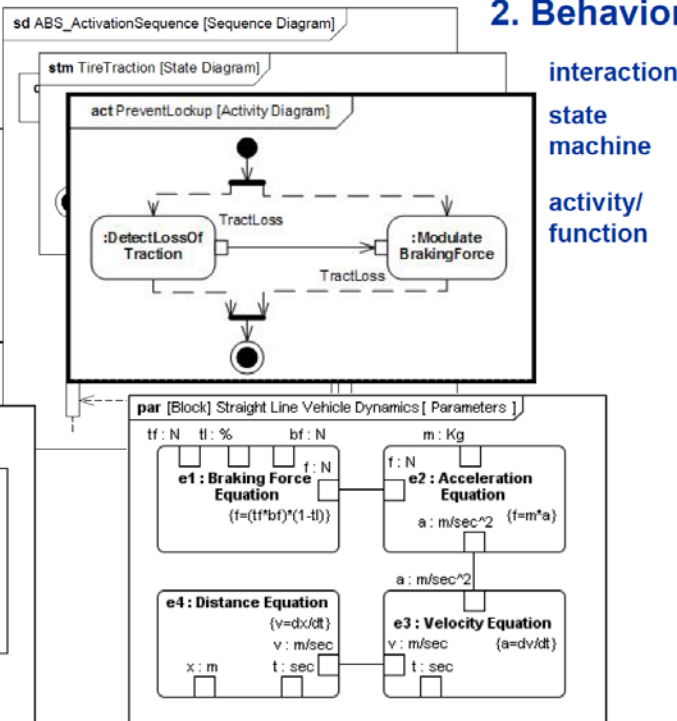 2. Behavior
sd ABS_ActivationSequence [Sequence Diagram]
stm TireTraction [State Diagram]
act PreventLockup [Activity Diagram]
interaction
state
machine
activity/
function
TractLoss
:DetectLossOf
Traction
:Modulate
BrakingForce
TractLoss
par [Block] Straight Line Vehicle Dynamics [ Parameters ]
tf : N
tl : %
bf : N
m : Kg
f : N
f : N
e1 : Braking Force
Equation
{f=(tf*bf)*(1-tl)}
e2 : Acceleration
Equation
a : m/sec^2
{f=m*a}
a : m/sec^2
e4 : Distance Equation
{v=dx/dt}
v : m/sec
x : m
t : sec
e3 : Velocity Equation
v : m/sec
{a=dv/dt}
t : sec